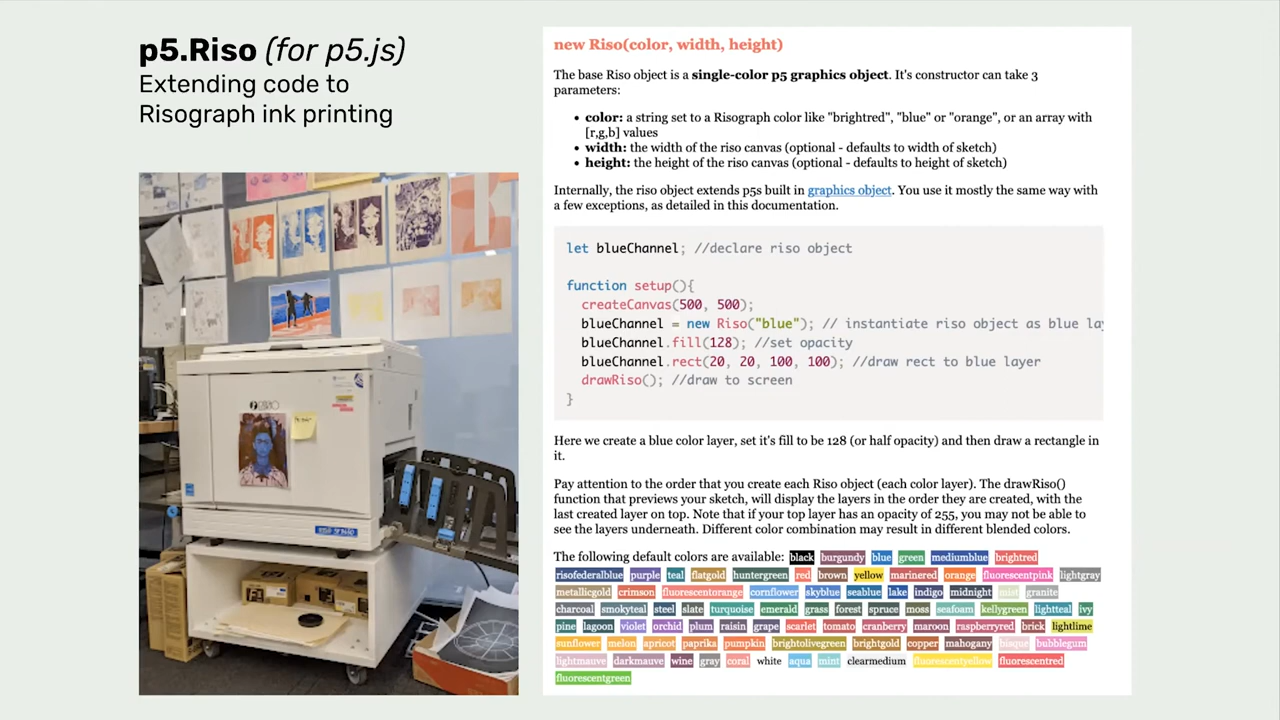 p5.Riso (for p5.js)
Extending code to
Risograph ink printing
new Riso(color, width, height)
The base Riso object is a single-color p5 graphics object. It's constructor can take 3
parameters:
• color: a string set to a Risograph color like "brightred", "blue" or "orange", or an array with
[r,g,b] values
• width: the width of the riso canvas (optional - defaults to width of sketch)
• height: the height of the riso canvas (optional - defaults to height of sketch)
Internally, the riso object extends p5s built in graphics object. You use it mostly the same way with
a few exceptions, as detailed in this documentation.
let blueChannel; //declare riso object
function setup(){
createCanvas(500, 500);
blueChannel = new Riso("blue"); // instantiate riso object as blue lay
blueChannel.fill(128); //set opacity
blueChannel.rect(20, 20, 100, 100); //draw rect to blue layer
drawRiso(); //draw to screen
}
Here we create a blue color layer, set it's fill to be 128 (or half opacity) and then draw a rectangle in
it.
Pay attention to the order that you create each Riso object (each color layer). The drawRiso()
function that previews your sketch, will display the layers in the order they are created, with the
last created layer on top. Note that if your top layer has an opacity of 255, you may not be able to
see the layers underneath. Different color combination may result in different blended colors.
The following default colors are available: black burgundy blue green mediumblue brightred
risofederalblue purple teal flatgold huntergreen red brown yellow marinered orange fluorescentpink lightgray
metallicgold crimson fluorescentorange cornflower skyblue seablue lake indigo midnight mist granite
charcoal smokyteal steel slate turquoise emerald grass forest spruce moss seafoam kellygreen lightteal ivy
pine lagoon violet orchid plum raisin grape scarlet tomato cranberry maroon raspberryred brick lightlime
sunflower melon apricot paprika pumpkin brightolivegreen brightgold copper mahogany bisque bubblegum
lightmauve darkmauve wine gray coral white aqua mint clearmedium fluorescentyellow fluorescentred
fluorescentgreen